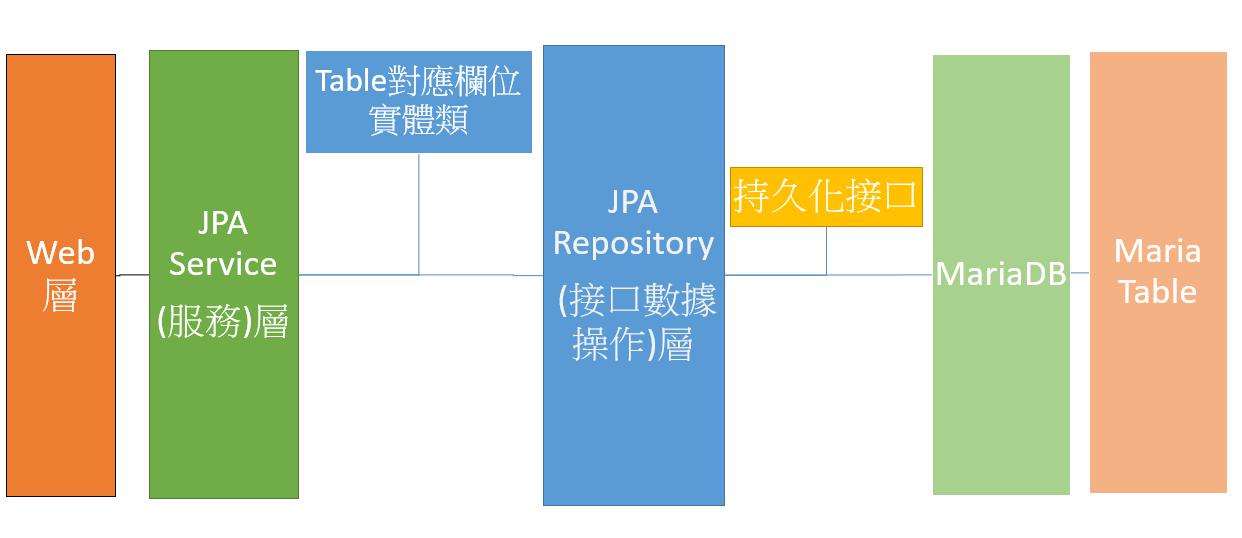 Web
層
JPA
Service
(服務)層
Table對應欄位
實體類
JPA
Repository
(接口數據
操作)層
持久化接口
MariaDB
Maria
Table